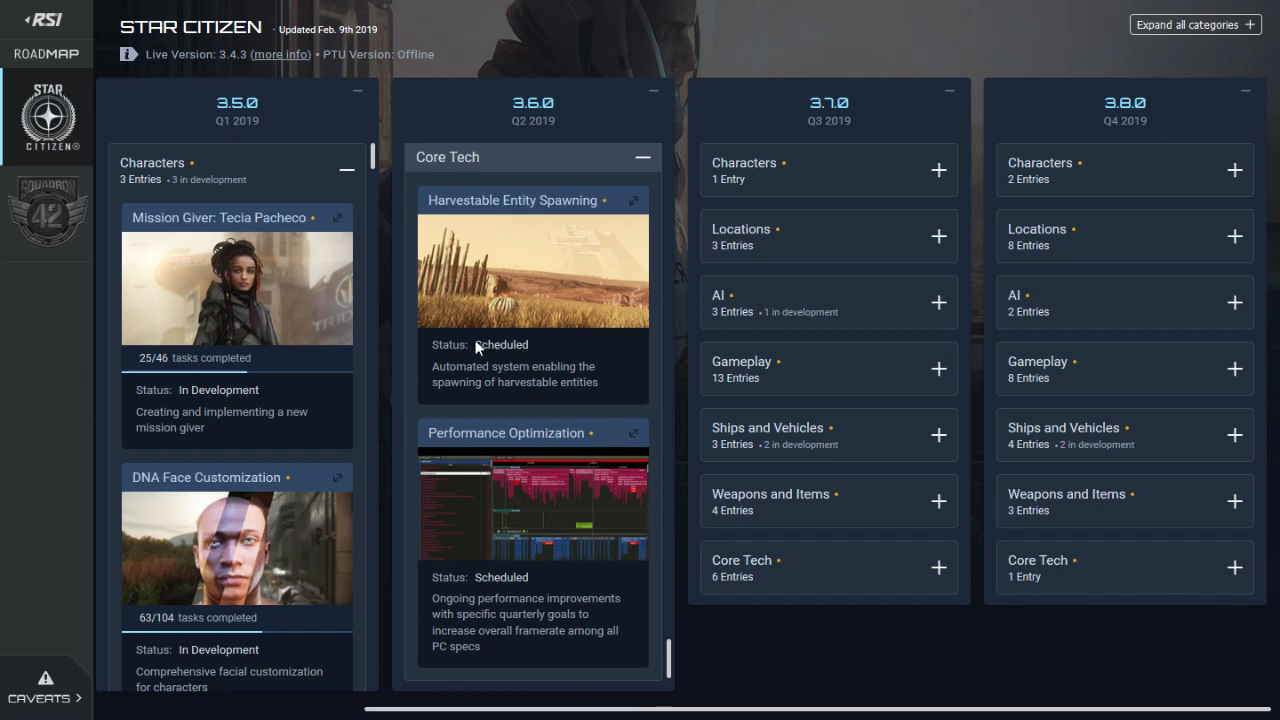 RSI
ROADMAP
STAR CITIZEN
SQUADRON 42
CAVEATS
STAR CITIZEN · Updated Feb. 9th 2019
Live Version: 3.4.3 (more info) • PTU Version: Offline
Expand all categories +
3.5.0
Q1 2019
Characters •
3 Entries • 3 in development
Mission Giver: Tecia Pacheco •
25/46 tasks completed
Status: In Development
Creating and implementing a new
mission giver
DNA Face Customization •
63/104 tasks completed
Status: In Development
Comprehensive facial customization
for characters
3.6.0
Q2 2019
Core Tech
Harvestable Entity Spawning •
Status: Scheduled
Automated system enabling the
spawning of harvestable entities
Performance Optimization •
Status: Scheduled
Ongoing performance improvements
with specific quarterly goals to
increase overall framerate among all
PC specs
3.7.0
Q3 2019
Characters •
1 Entry
Locations •
3 Entries
AI •
3 Entries • 1 in development
Gameplay •
13 Entries
Ships and Vehicles •
3 Entries • 2 in development
Weapons and Items •
4 Entries
Core Tech •
6 Entries
3.8.0
Q4 2019
Characters •
2 Entries
Locations •
8 Entries
AI •
2 Entries
Gameplay •
8 Entries
Ships and Vehicles •
4 Entries • 2 in development
Weapons and Items •
3 Entries
Core Tech •
1 Entry